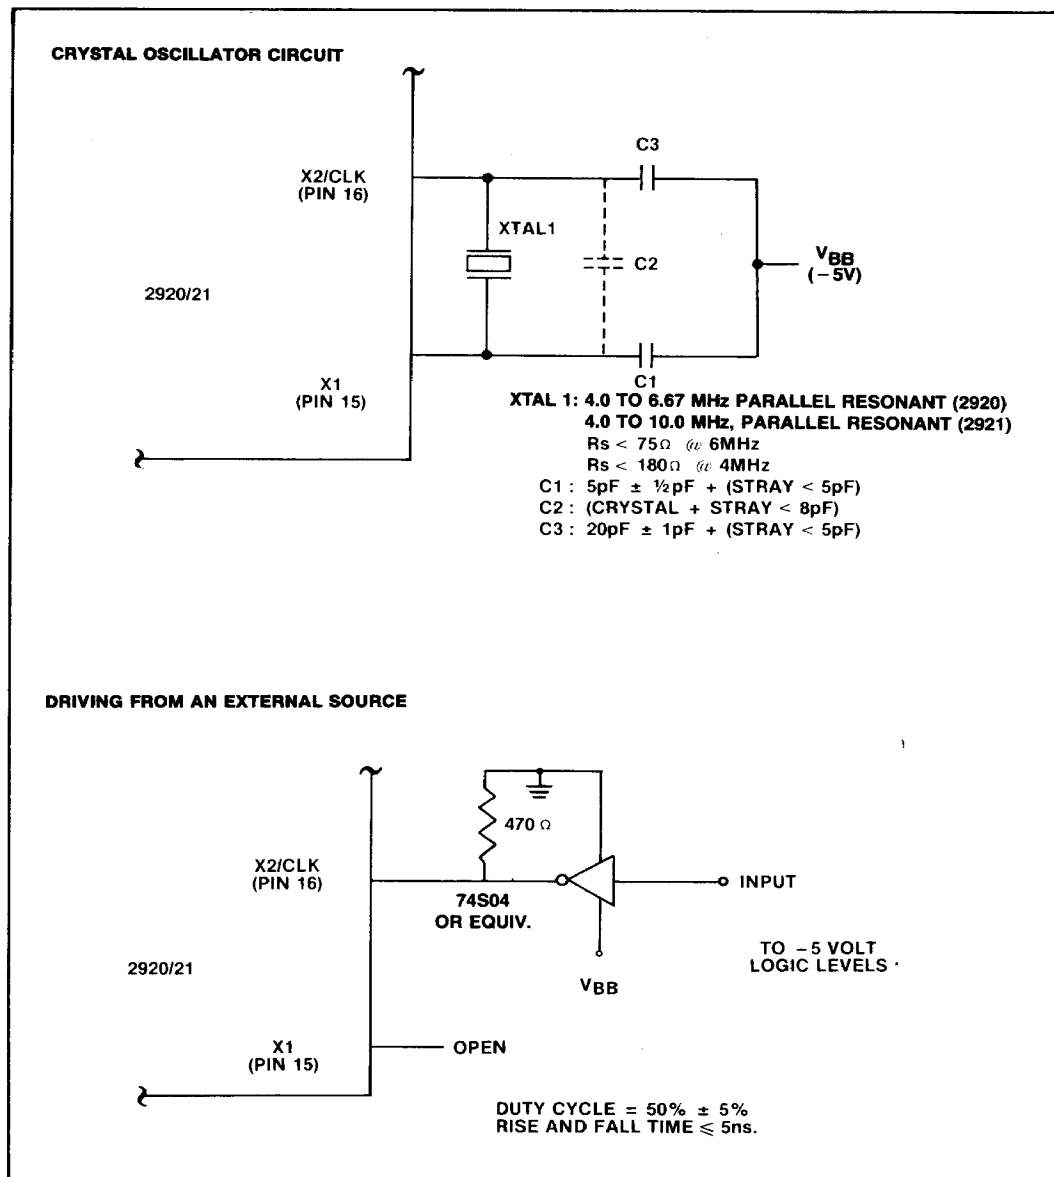 CRYSTAL OSCILLATOR CIRCUIT
C3
X2/CLK
(PIN 16)
XTAL1
C2
VBB
(−5V)
2920/21
X1
(PIN 15)
C1
XTAL 1: 4.0 TO 6.67 MHz PARALLEL RESONANT (2920)
4.0 TO 10.0 MHz, PARALLEL RESONANT (2921)
Rs < 75Ω @ 6MHz
Rs < 180Ω @ 4MHz
C1 : 5pF ± ½pF + (STRAY < 5pF)
C2 : (CRYSTAL + STRAY < 8pF)
C3 : 20pF ± 1pF + (STRAY < 5pF)
DRIVING FROM AN EXTERNAL SOURCE
470 Ω
X2/CLK
(PIN 16)
INPUT
74S04
OR EQUIV.
TO −5 VOLT
LOGIC LEVELS
2920/21
VBB
X1
(PIN 15)
OPEN
DUTY CYCLE = 50% ± 5%
RISE AND FALL TIME ⩽ 5ns.